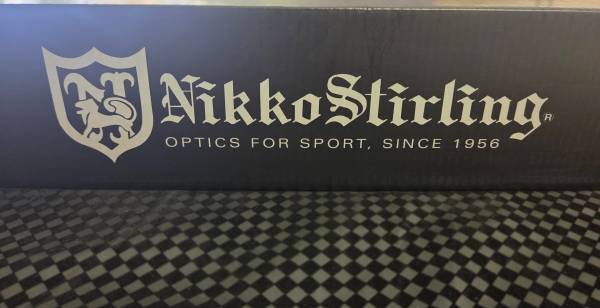 N
NikkoStirling®
OPTICS FOR SPORT, SINCE 1956